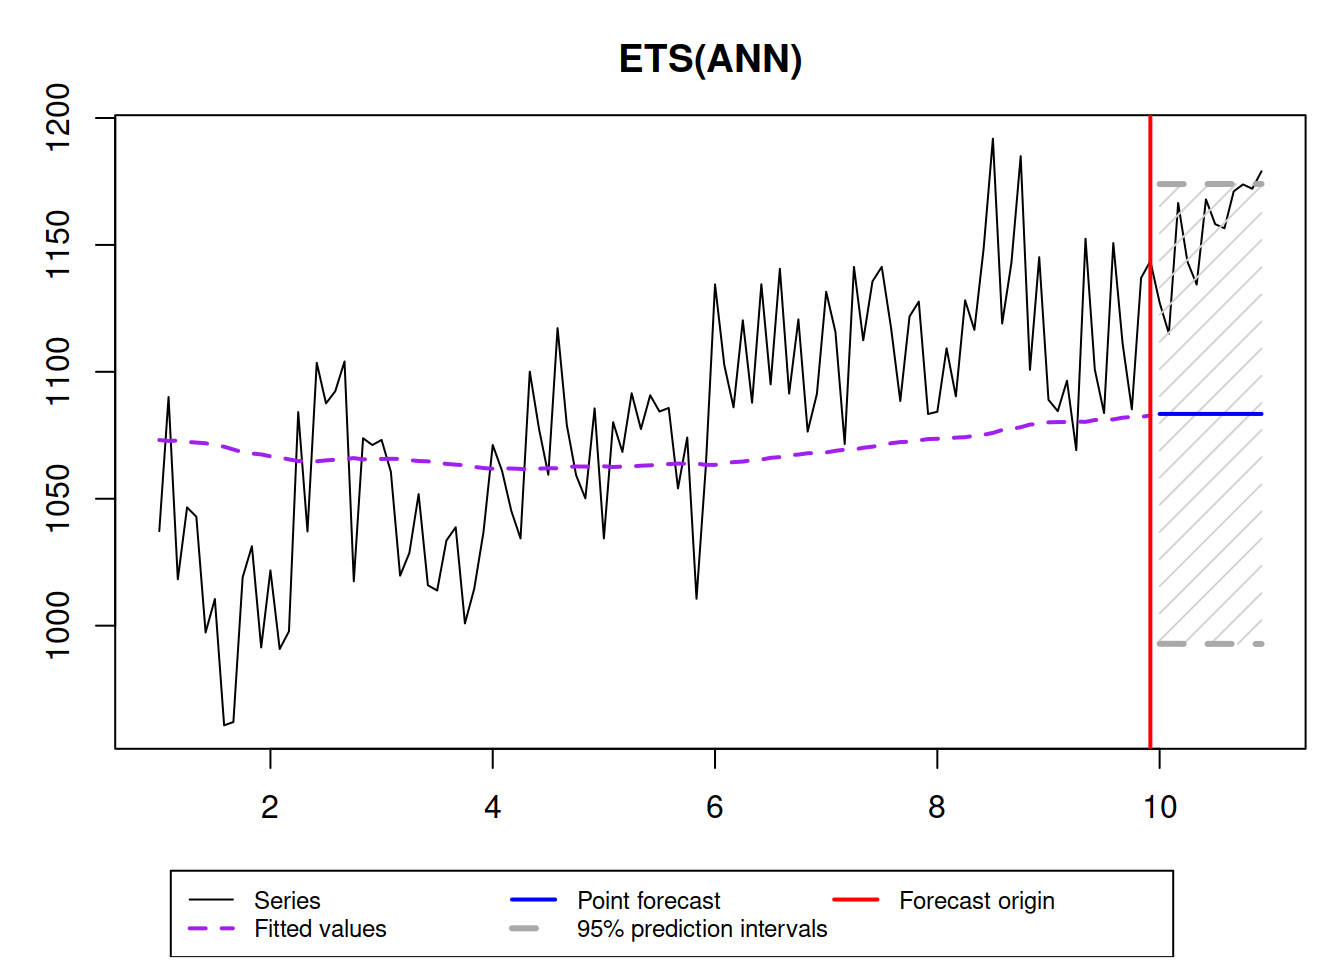 ETS(ANN)
1200
1150
1100
1050
1000
2 4 6 8 10
Series Point forecast Forecast origin
Fitted values 95% prediction intervals